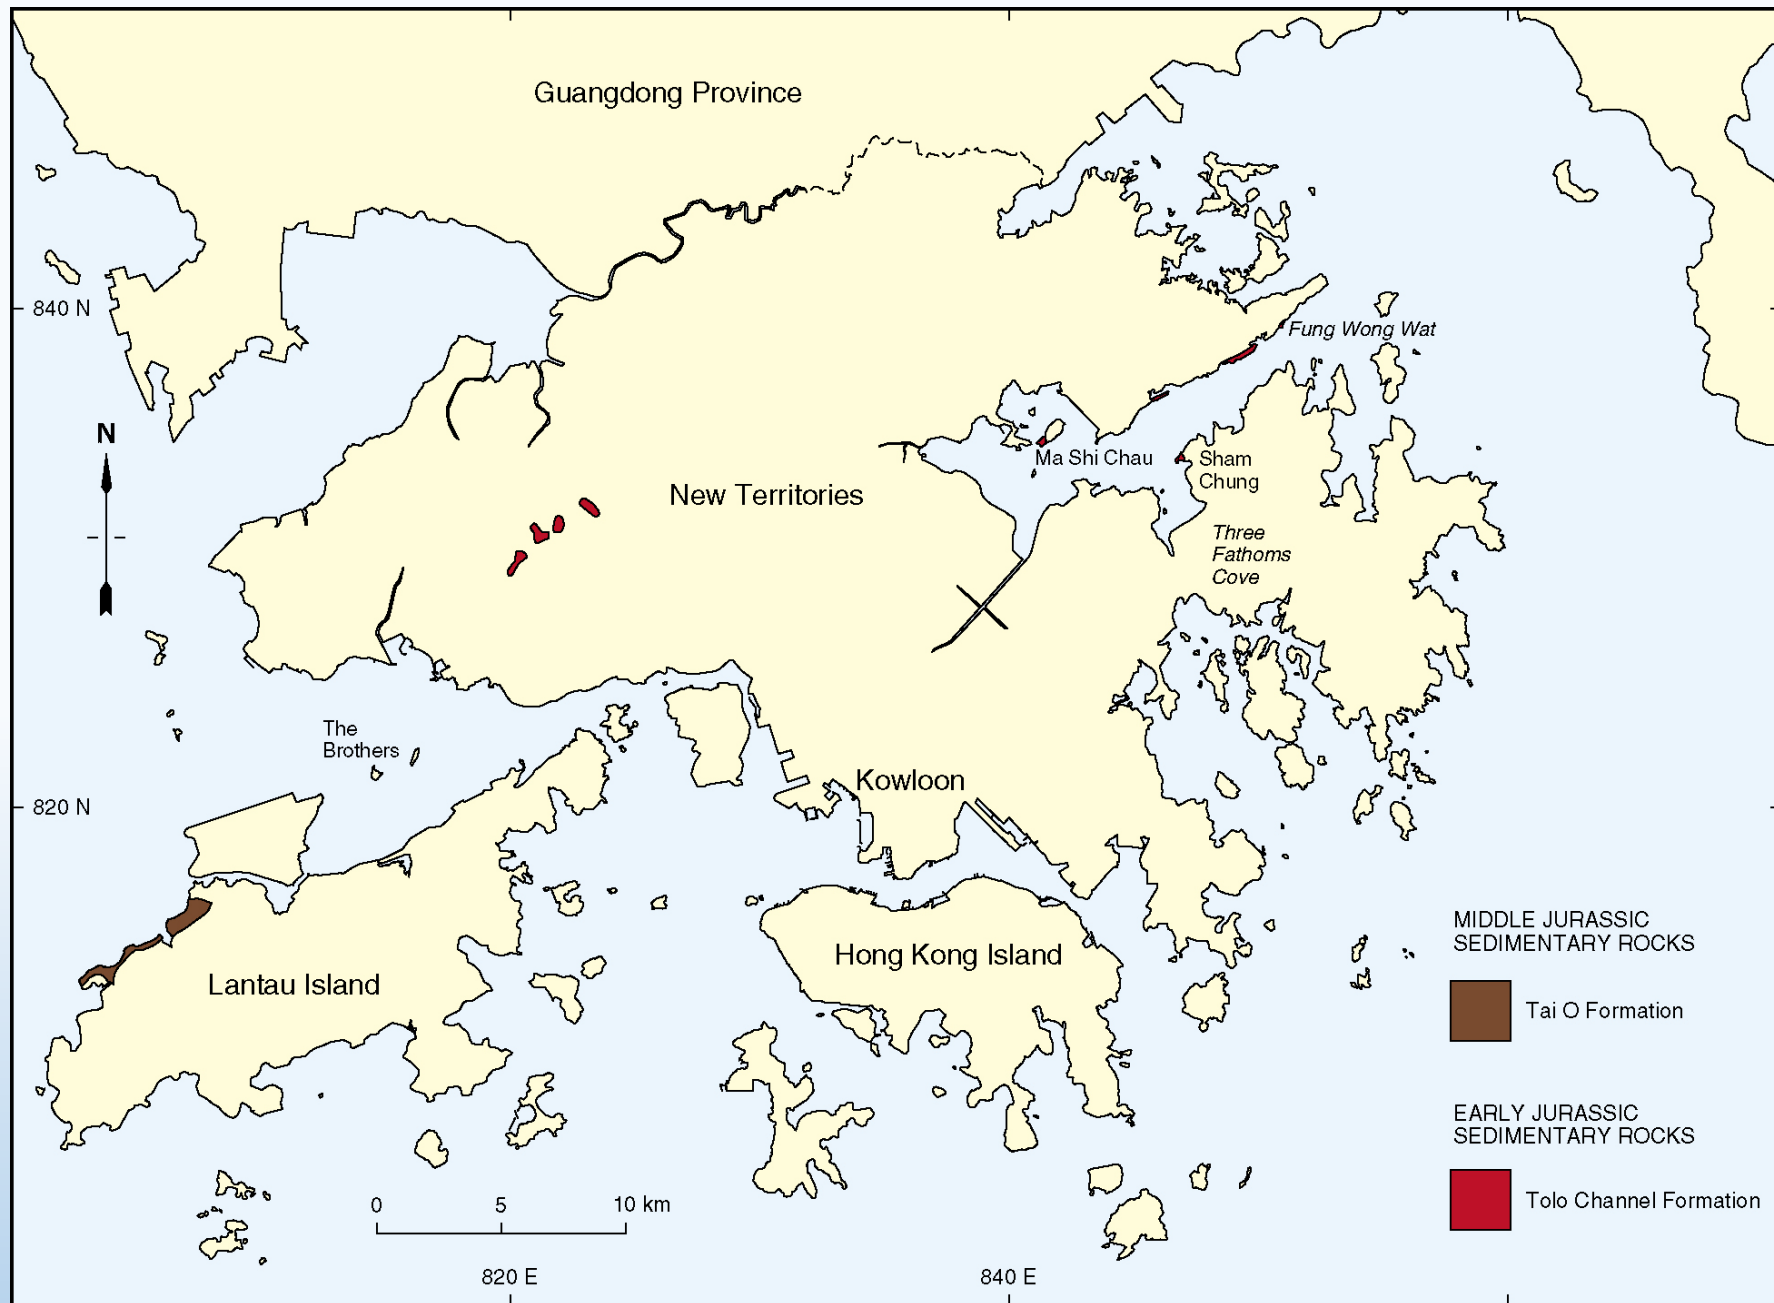 Guangdong Province
840 N
Fung Wong Wat
N
Ma Shi Chau
Sham
Chung
New Territories
Three
Fathoms
Cove
The
Brothers
Kowloon
820 N
MIDDLE JURASSIC
SEDIMENTARY ROCKS
Hong Kong Island
Lantau Island
Tai O Formation
EARLY JURASSIC
SEDIMENTARY ROCKS
0 5 10 km
Tolo Channel Formation
820 E
840 E